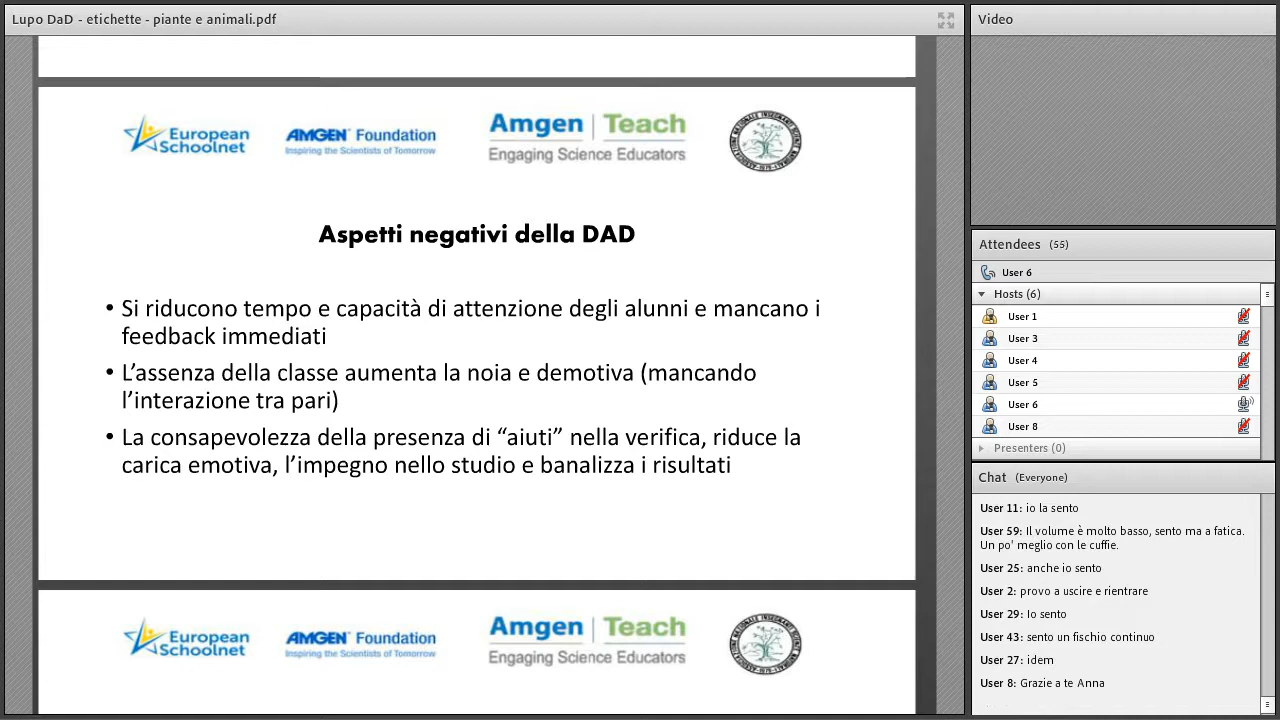 Lupo DaD - etichette - piante e animali.pdf
European
Schoolnet
AMGEN Foundation
Inspiring the Scientists of Tomorrow
Amgen | Teach
Engaging Science Educators
Aspetti negativi della DAD
• Si riducono tempo e capacità di attenzione degli alunni e mancano i
feedback immediati
• L’assenza della classe aumenta la noia e demotiva (mancando
l’interazione tra pari)
• La consapevolezza della presenza di “aiuti” nella verifica, riduce la
carica emotiva, l’impegno nello studio e banalizza i risultati
European
Schoolnet
AMGEN Foundation
Inspiring the Scientists of Tomorrow
Amgen | Teach
Engaging Science Educators
Video
Attendees (55)
User 6
Hosts (6)
User 1
User 3
User 4
User 5
User 6
User 8
Presenters (0)
Chat (Everyone)
User 11: io la sento
User 59: Il volume è molto basso, sento ma a fatica.
Un po' meglio con le cuffie.
User 25: anche io sento
User 2: provo a uscire e rientrare
User 29: Io sento
User 43: sento un fischio continuo
User 27: idem
User 8: Grazie a te Anna